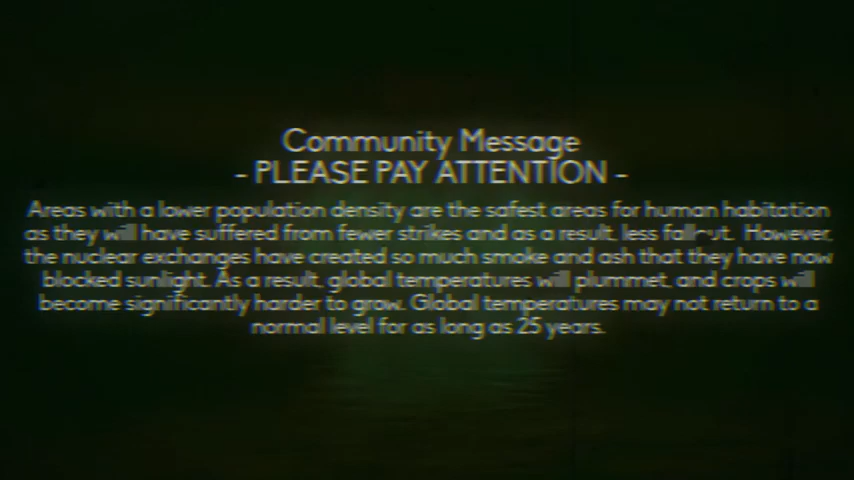 Community Message
- PLEASE PAY ATTENTION -
Areas with a lower population density are the safest areas for human habitation
as they will have suffered from fewer strikes and as a result, less fallout. However,
the nuclear exchanges have created so much smoke and ash that they have now
blocked sunlight. As a result, global temperatures will plummet, and crops will
become significantly harder to grow. Global temperatures may not return to a
normal level for as long as 25 years.